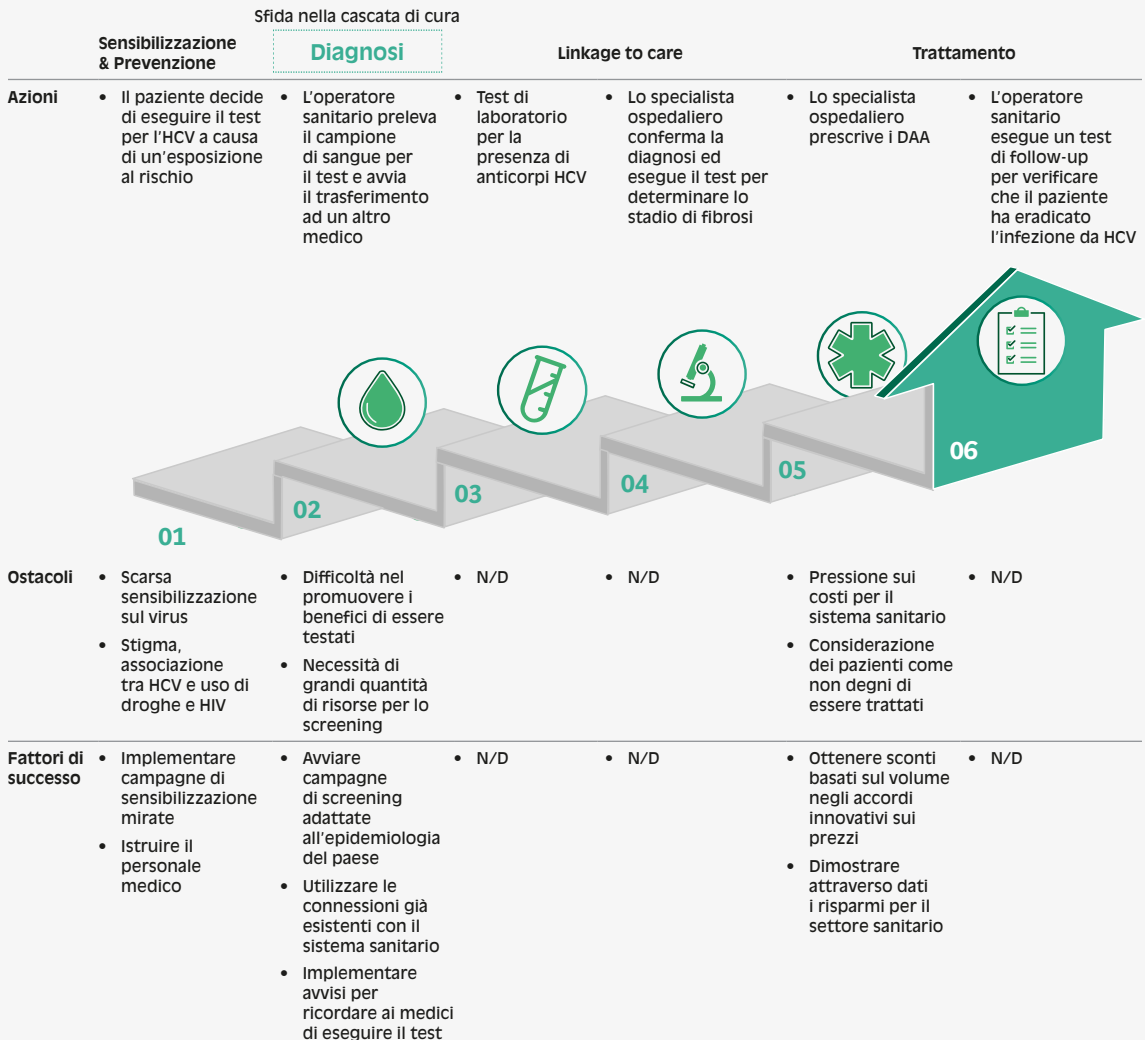 Sfida nella cascata di cura
Sensibilizzazione
& Prevenzione
Diagnosi
Linkage to care
Trattamento
Azioni
• Il paziente decide
di eseguire il test
per l'HCV a causa
di un'esposizione
al rischio
• L'operatore
sanitario preleva
il campione
di sangue per
il test e avvia
il trasferimento
ad un altro
medico
• Test di
laboratorio
per la
presenza di
anticorpi HCV
• Lo specialista
ospedaliero
conferma la
diagnosi ed
esegue il test per
determinare lo
stadio di fibrosi
• Lo specialista
ospedaliero
prescrive i DAA
• L'operatore
sanitario
esegue un test
di follow-up
per verificare
che il paziente
ha eradicato
l'infezione da HCV
01
02
03
04
05
06
Ostacoli
• Scarsa
sensibilizzazione
sul virus
• Stigma,
associazione
tra HCV e uso di
droghe e HIV
• Difficoltà nel
promuovere i
benefici di essere
testati
• Necessità di
grandi quantità
di risorse per lo
screening
• N/D
• N/D
• Pressione sui
costi per il
sistema sanitario
• Considerazione
dei pazienti come
non degni di
essere trattati
• N/D
Fattori di
successo
• Implementare
campagne di
sensibilizzazione
mirate
• Istruire il
personale
medico
• Avviare
campagne
di screening
adattate
all'epidemiologia
del paese
• Utilizzare le
connessioni già
esistenti con il
sistema sanitario
• Implementare
avvisi per
ricordare ai medici
di eseguire il test
• N/D
• N/D
• Ottenere sconti
basati sul volume
negli accordi
innovativi sui
prezzi
• Dimostrare
attraverso dati
i risparmi per il
settore sanitario
• N/D